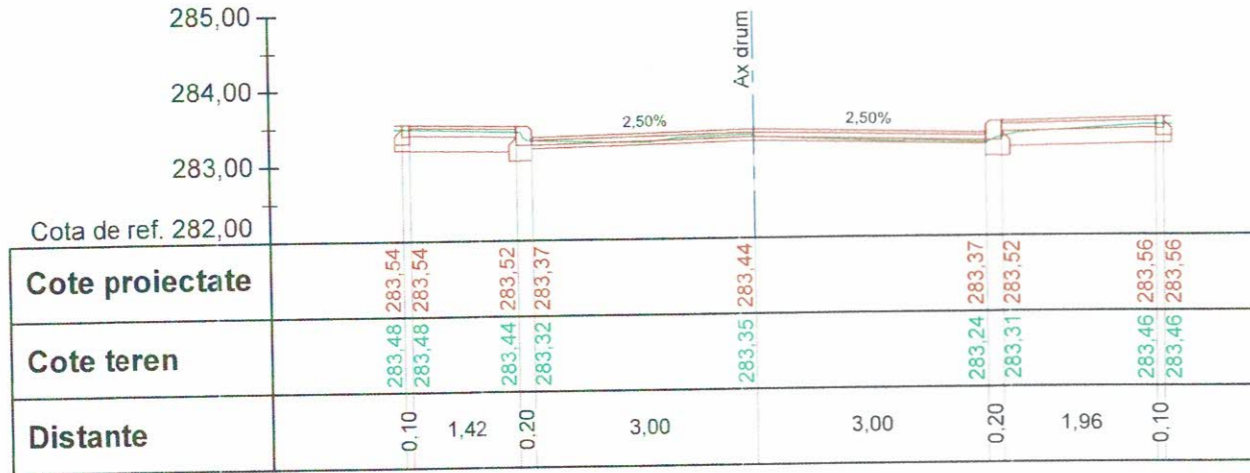 285,00
284,00
283,00
Cota de ref. 282,00
Ax drum
2,50%
2,50%
Cote proiectate
283,54 283,54 283,52 283,37 283,44 283,37 283,52 283,56 283,56
Cote teren
283,48 283,48 283,44 283,32 283,35 283,24 283,31 283,46 283,46
Distante
0,10 1,42 0,20 3,00 3,00 0,20 1,96 0,10